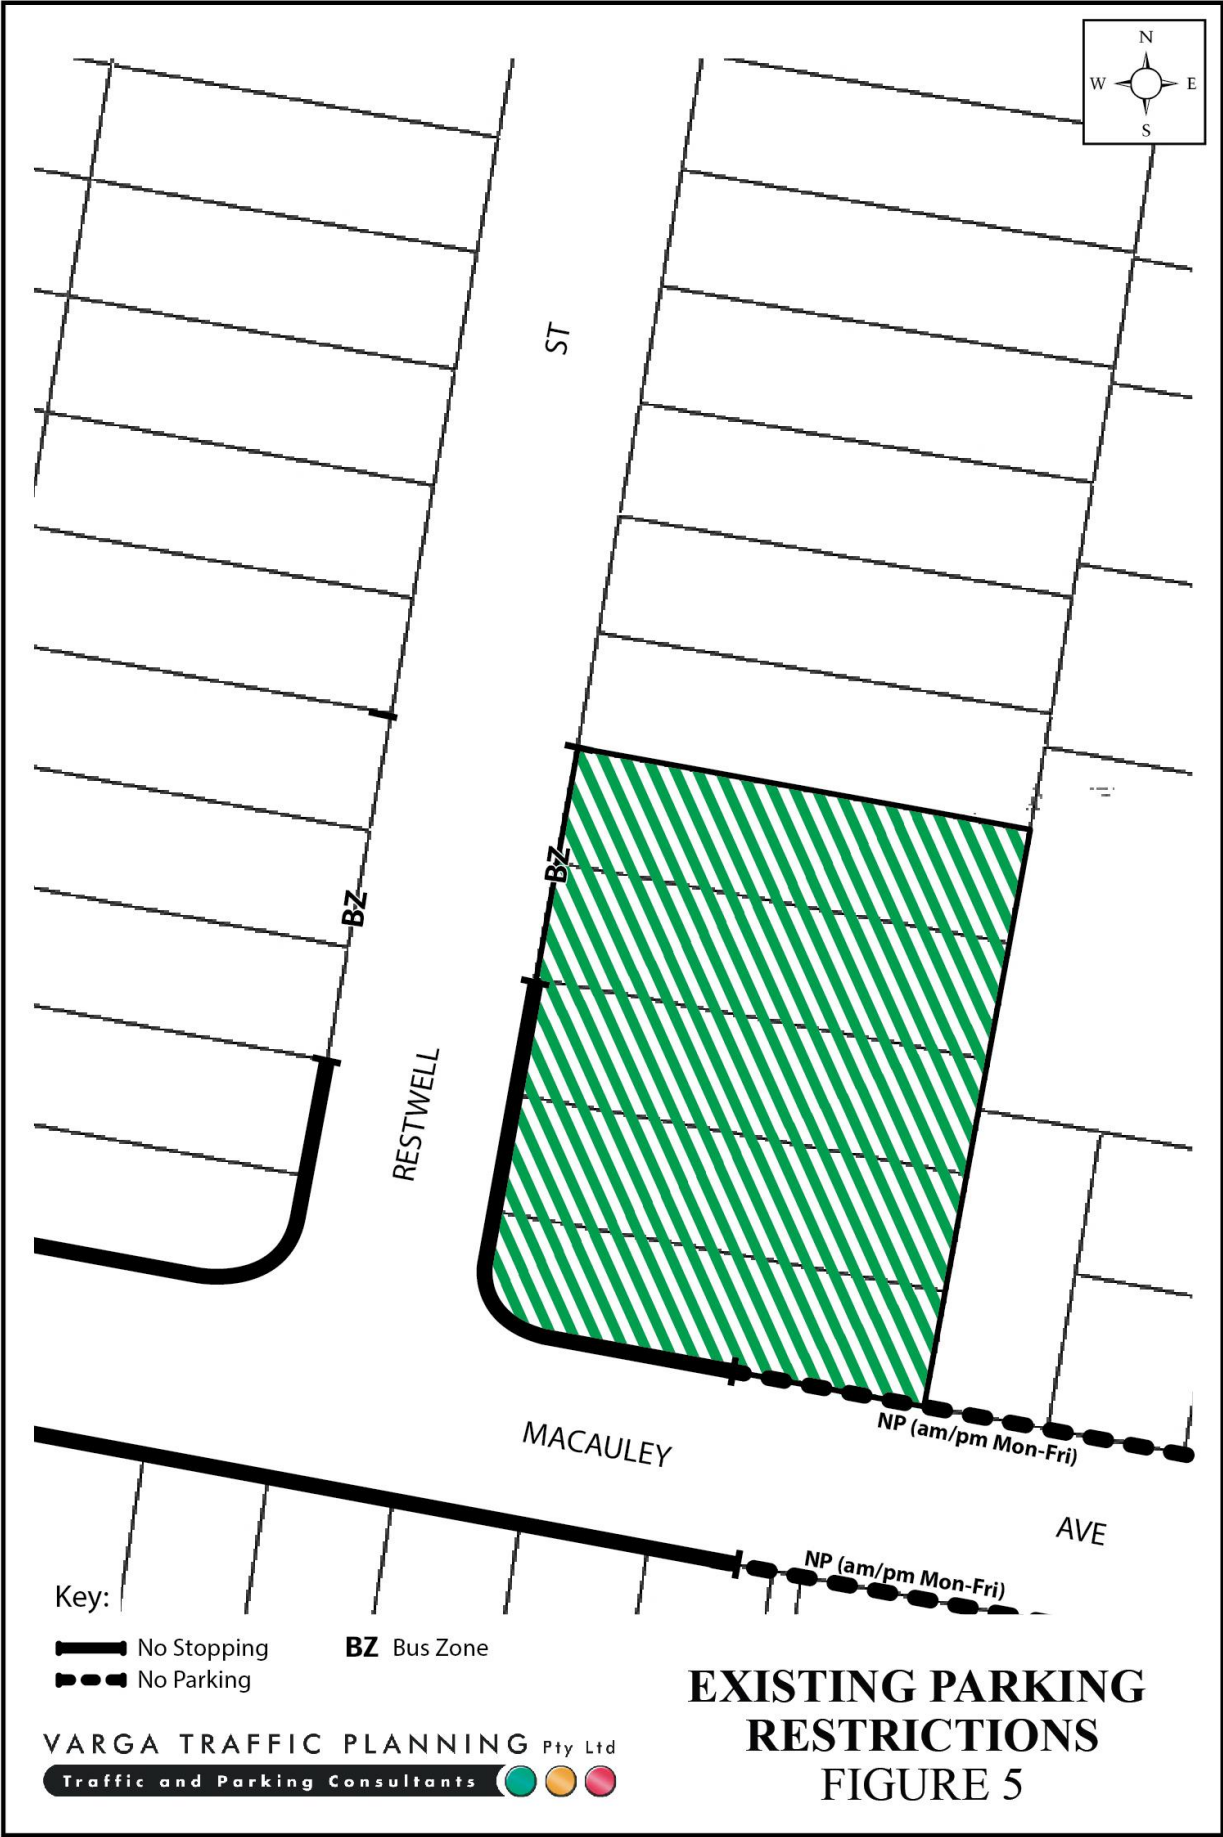 N
W E
S
ST
BZ
BZ
RESTWELL
NP (am/pm Mon-Fri)
MACAULEY
AVE
NP (am/pm Mon-Fri)
Key:
No Stopping
BZ Bus Zone
No Parking
EXISTING PARKING
RESTRICTIONS
FIGURE 5
VARGA TRAFFIC PLANNING Pty Ltd
Traffic and Parking Consultants